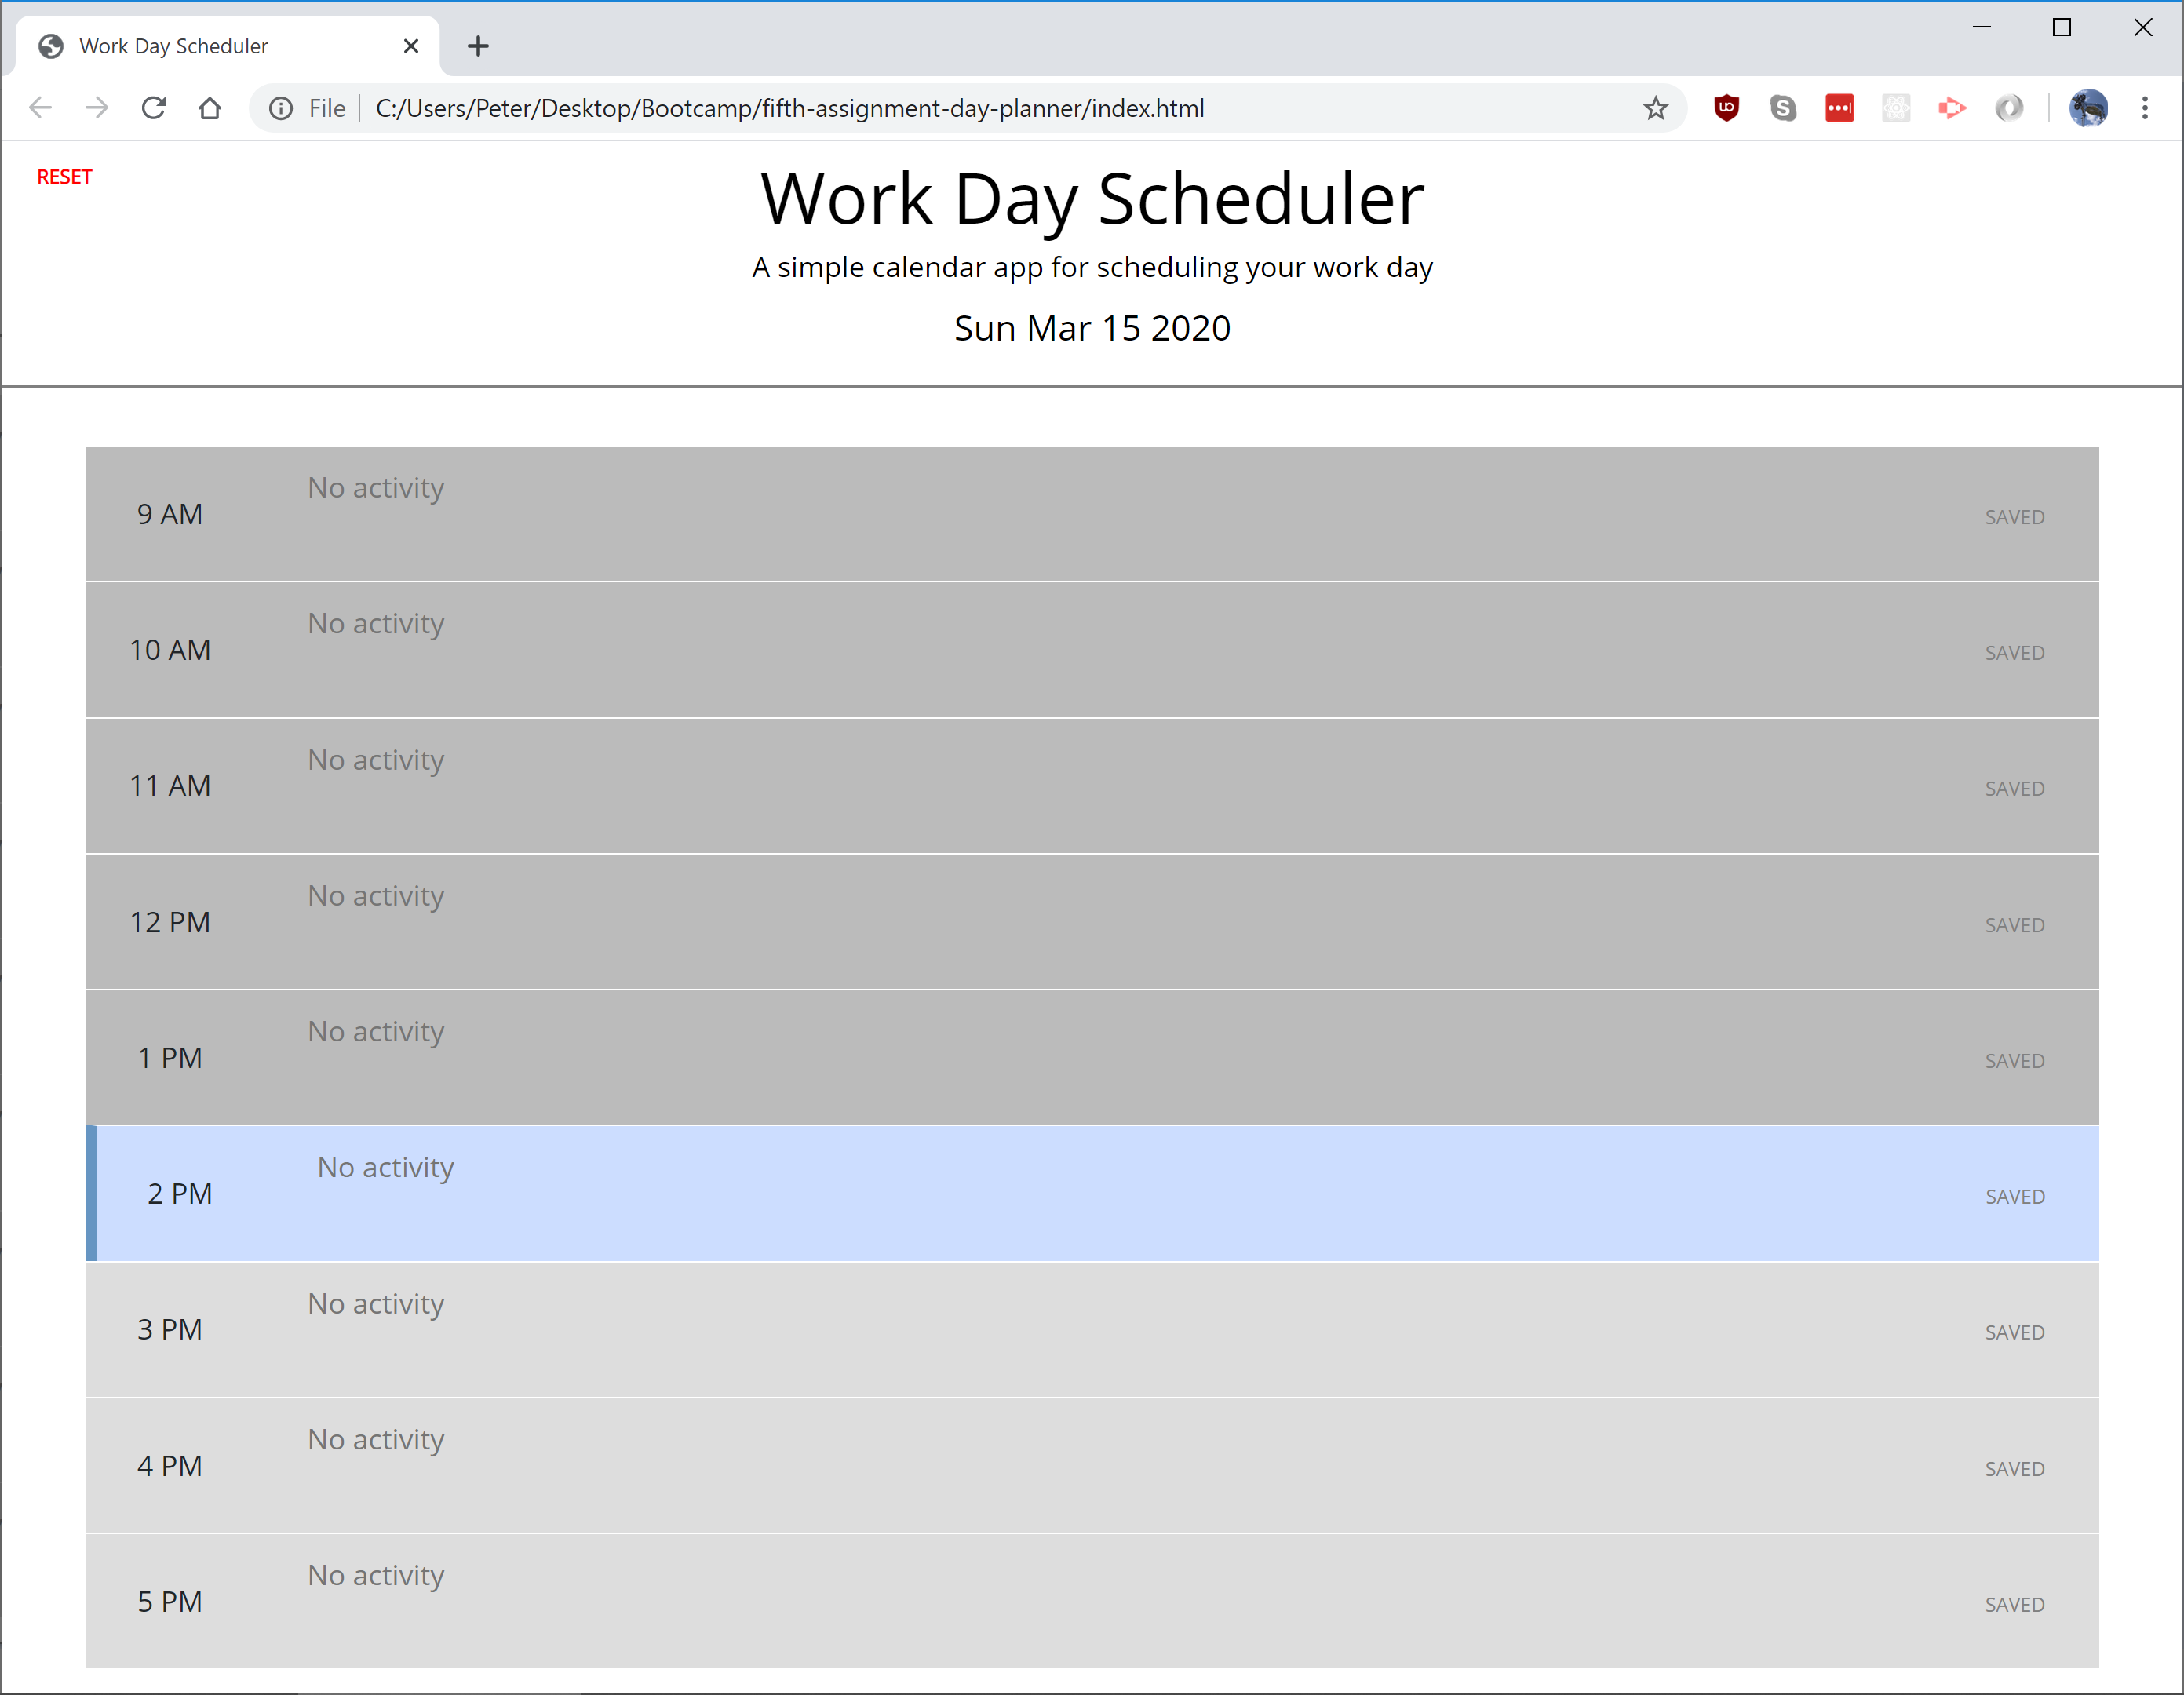 Work Day Scheduler
File C:/Users/Peter/Desktop/Bootcamp/fifth-assignment-day-planner/index.html
RESET
Work Day Scheduler
A simple calendar app for scheduling your work day
Sun Mar 15 2020
9 AM No activity SAVED
10 AM No activity SAVED
11 AM No activity SAVED
12 PM No activity SAVED
1 PM No activity SAVED
2 PM No activity SAVED
3 PM No activity SAVED
4 PM No activity SAVED
5 PM No activity SAVED